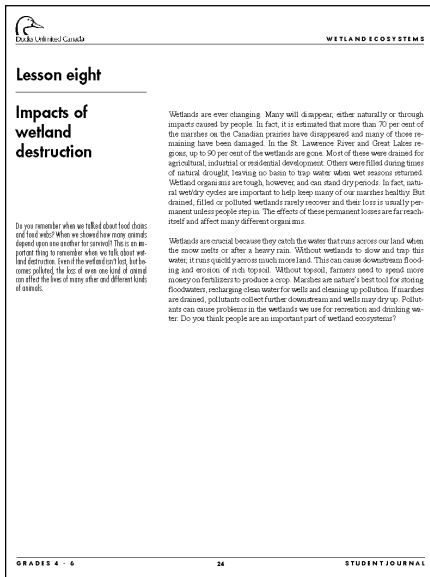 Ducks Unlimited Canada
WETLAND ECOSYSTEMS
Lesson eight
Impacts of
wetland
destruction
Do you remember when we talked about food chains
and food webs? When we showed how many animals
depend upon one another for survival? This is an im-
portant thing to remember when we talk about wet-
land destruction. Even if the wetland isn't lost, but be-
comes polluted, the loss of even one kind of animal
can affect the lives of many other and different kinds
of animals.
Wetlands are ever changing. Many will disappear, either naturally or through
impacts caused by people. In fact, it is estimated that more than 70 per cent of
the marshes on the Canadian prairies have disappeared and many of those re-
maining have been damaged. In the St. Lawrence River and Great Lakes re-
gions, up to 90 per cent of the wetlands are gone. Most of these were drained for
agricultural, industrial or residential development. Others were filled during times
of natural drought, leaving no basin to trap water when wet seasons returned.
Wetland organisms are tough, however, and can stand dry periods. In fact, natu-
ral wet/dry cycles are important to help keep many of our marshes healthy. But
drained, filled or polluted wetlands rarely recover and their loss is usually per-
manent unless people step in. The effects of these permanent losses are far reach-
itself and affect many different organisms.
Wetlands are crucial because they catch the water that runs across our land when
the snow melts or after a heavy rain. Without wetlands to slow and trap this
water, it runs quickly across much more land. This can cause downstream flood-
ing and erosion of rich topsoil. Without topsoil, farmers need to spend more
money on fertilizers to produce a crop. Marshes are nature's best tool for storing
floodwaters, recharging clean water for wells and cleaning up pollution. If marshes
are drained, pollutants collect further downstream and wells may dry up. Pollut-
ants can cause problems in the wetlands we use for recreation and drinking wa-
ter. Do you think people are an important part of wetland ecosystems?
GRADES 4 - 6
24
STUDENT JOURNAL